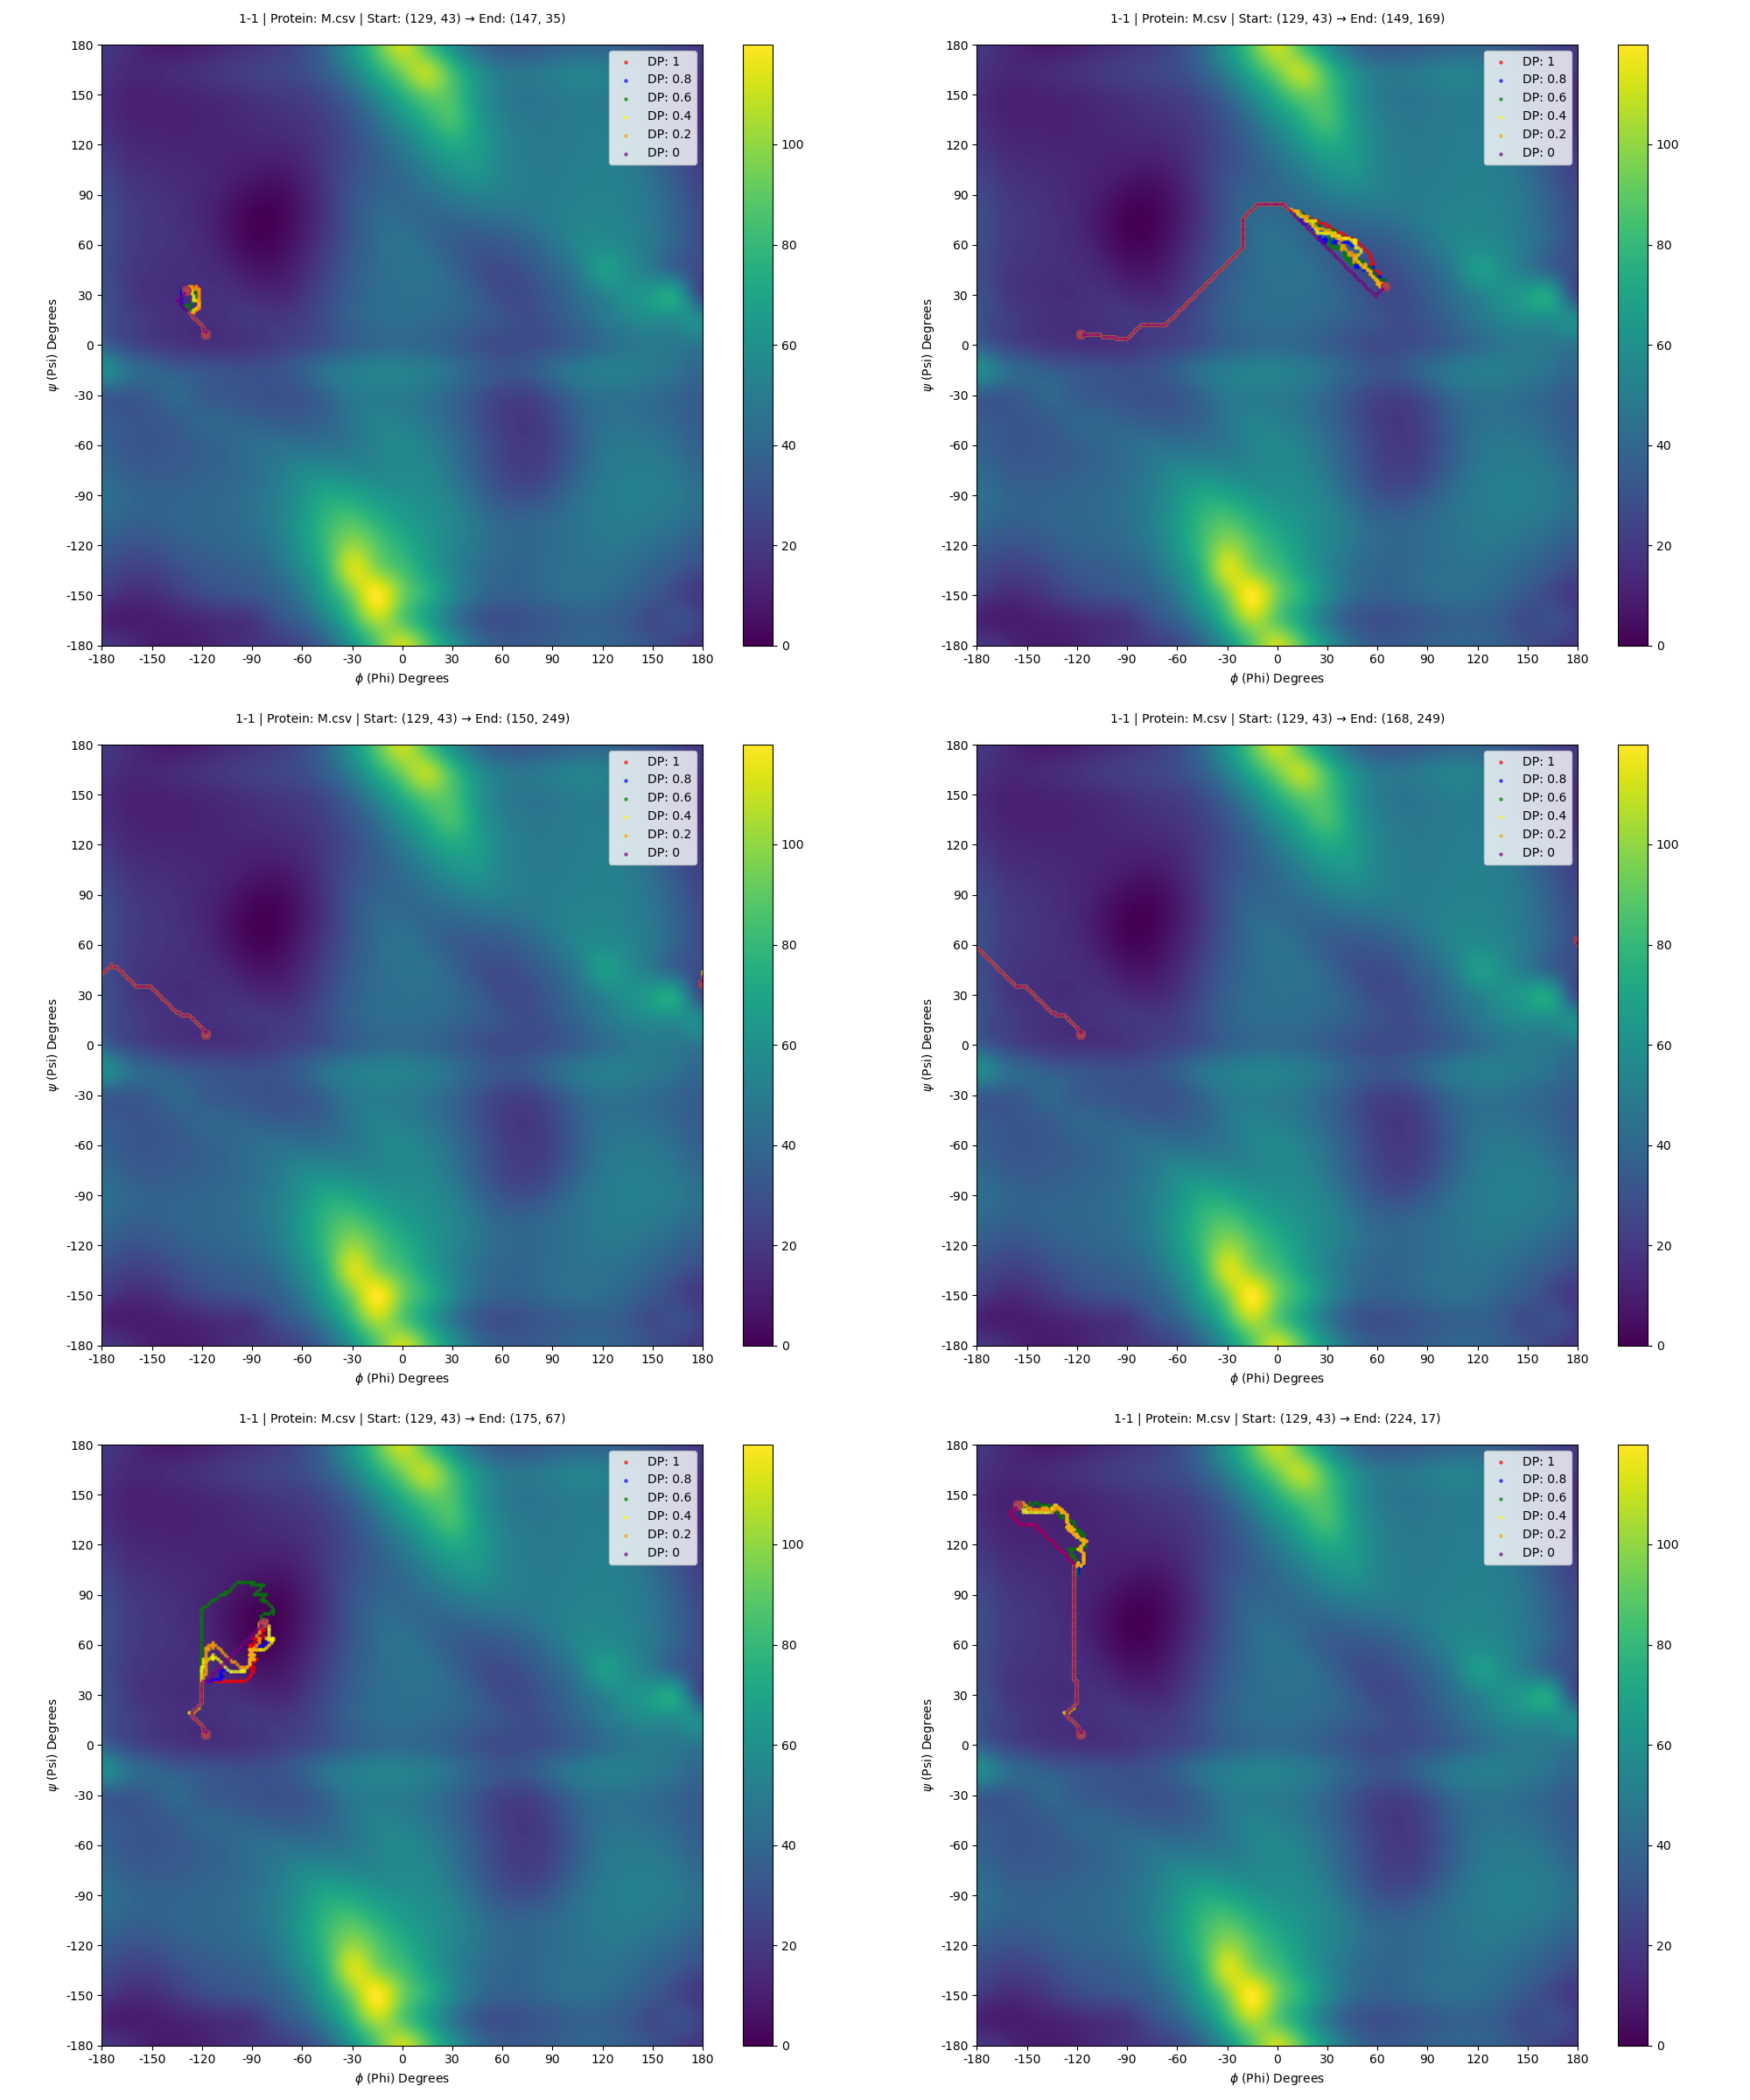 1-1 | Protein: M.csv | Start: (129, 43) → End: (147, 35)
180
150
120
90
60
30
0
-30
-60
-90
-120
-150
-180
ψ (Psi) Degrees
-180 -150 -120 -90 -60 -30 0 30 60 90 120 150 180
ϕ (Phi) Degrees
DP: 1
DP: 0.8
DP: 0.6
DP: 0.4
DP: 0.2
DP: 0
100
80
60
40
20
0
1-1 | Protein: M.csv | Start: (129, 43) → End: (149, 169)
180
150
120
90
60
30
0
-30
-60
-90
-120
-150
-180
ψ (Psi) Degrees
-180 -150 -120 -90 -60 -30 0 30 60 90 120 150 180
ϕ (Phi) Degrees
DP: 1
DP: 0.8
DP: 0.6
DP: 0.4
DP: 0.2
DP: 0
100
80
60
40
20
0
1-1 | Protein: M.csv | Start: (129, 43) → End: (150, 249)
180
150
120
90
60
30
0
-30
-60
-90
-120
-150
-180
ψ (Psi) Degrees
-180 -150 -120 -90 -60 -30 0 30 60 90 120 150 180
ϕ (Phi) Degrees
DP: 1
DP: 0.8
DP: 0.6
DP: 0.4
DP: 0.2
DP: 0
100
80
60
40
20
0
1-1 | Protein: M.csv | Start: (129, 43) → End: (168, 249)
180
150
120
90
60
30
0
-30
-60
-90
-120
-150
-180
ψ (Psi) Degrees
-180 -150 -120 -90 -60 -30 0 30 60 90 120 150 180
ϕ (Phi) Degrees
DP: 1
DP: 0.8
DP: 0.6
DP: 0.4
DP: 0.2
DP: 0
100
80
60
40
20
0
1-1 | Protein: M.csv | Start: (129, 43) → End: (175, 67)
180
150
120
90
60
30
0
-30
-60
-90
-120
-150
-180
ψ (Psi) Degrees
-180 -150 -120 -90 -60 -30 0 30 60 90 120 150 180
ϕ (Phi) Degrees
DP: 1
DP: 0.8
DP: 0.6
DP: 0.4
DP: 0.2
DP: 0
100
80
60
40
20
0
1-1 | Protein: M.csv | Start: (129, 43) → End: (224, 17)
180
150
120
90
60
30
0
-30
-60
-90
-120
-150
-180
ψ (Psi) Degrees
-180 -150 -120 -90 -60 -30 0 30 60 90 120 150 180
ϕ (Phi) Degrees
DP: 1
DP: 0.8
DP: 0.6
DP: 0.4
DP: 0.2
DP: 0
100
80
60
40
20
0